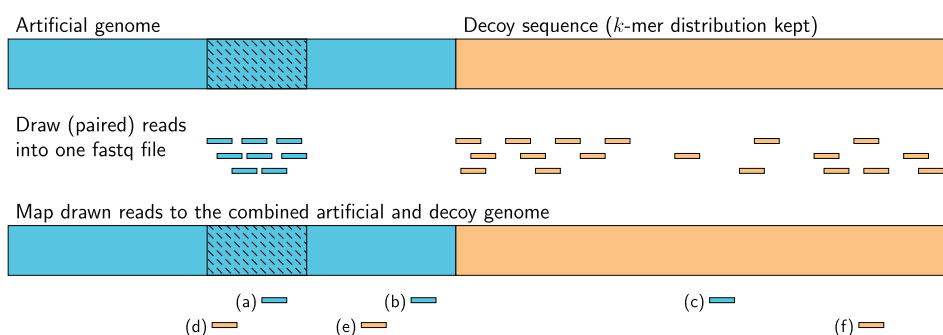 Artificial genome
Decoy sequence (k-mer distribution kept)
Draw (paired) reads
into one fastq file
Map drawn reads to the combined artificial and decoy genome
(a)
(b)
(c)
(d)
(e)
(f)